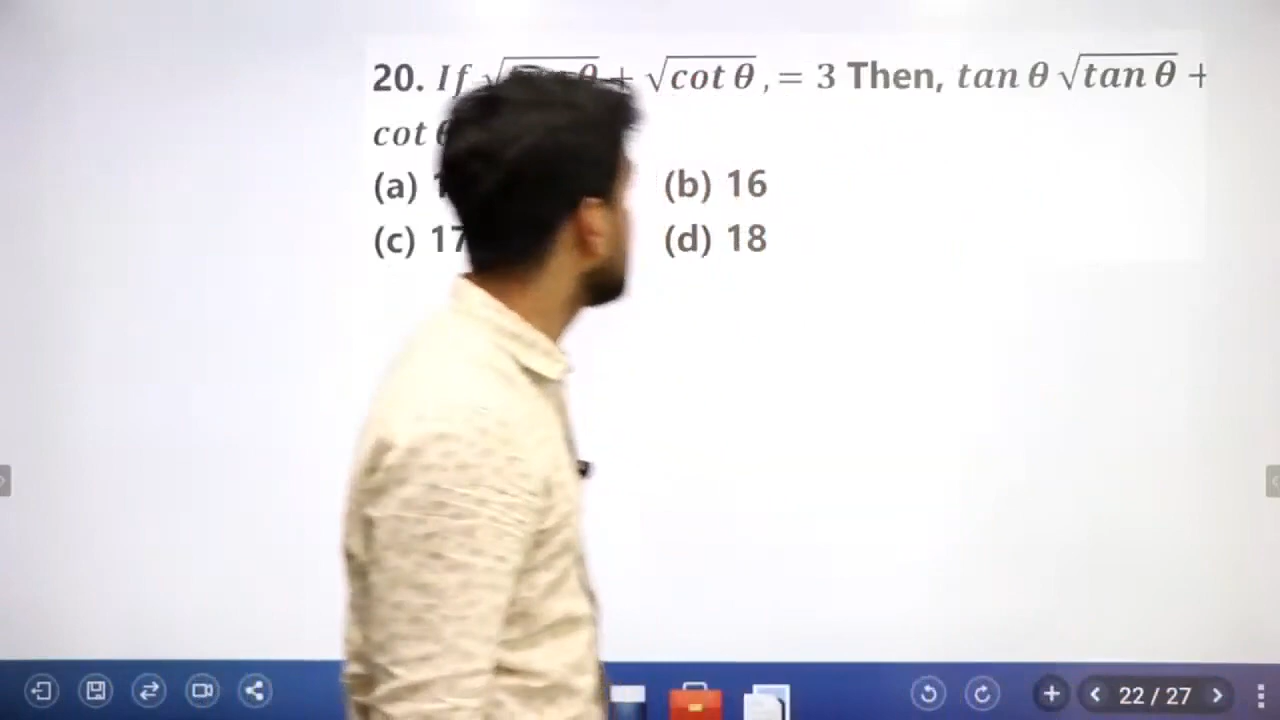 20. If √ θ + √cot θ , = 3 Then, tan θ √tan θ +
cot
(a) (b) 16
(c) 17 (d) 18
22 / 27